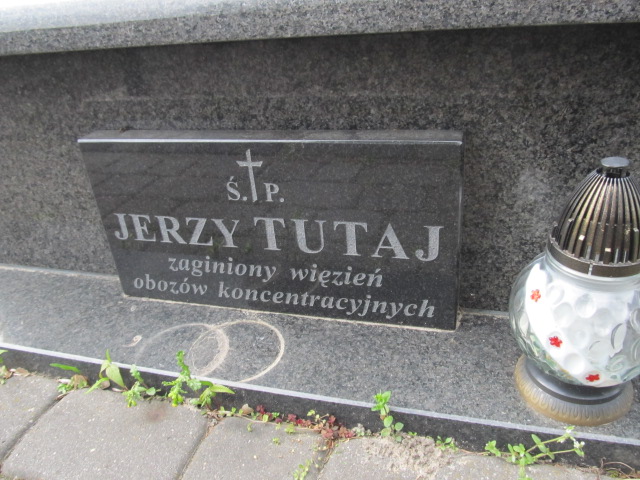 Ś. P.
JERZY TUTAJ
zaginiony więzień
obozów koncentracyjnych